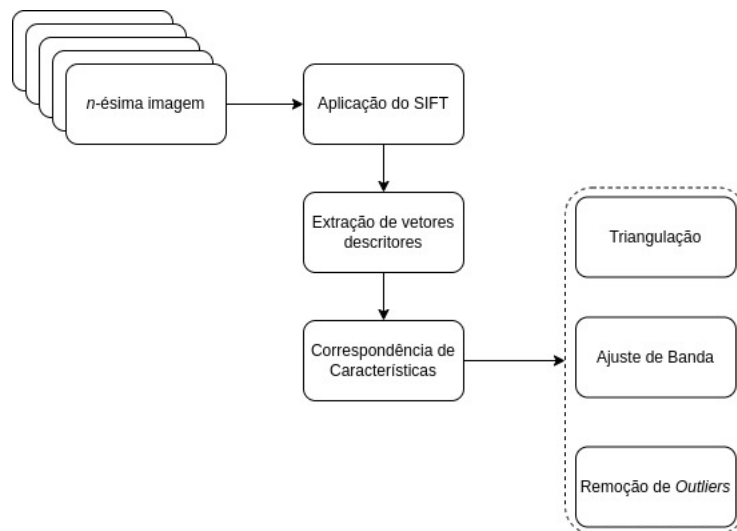 n-ésima imagem
Aplicação do SIFT
Extração de vetores
descritores
Correspondência de
Características
Triangulação
Ajuste de Banda
Remoção de Outliers